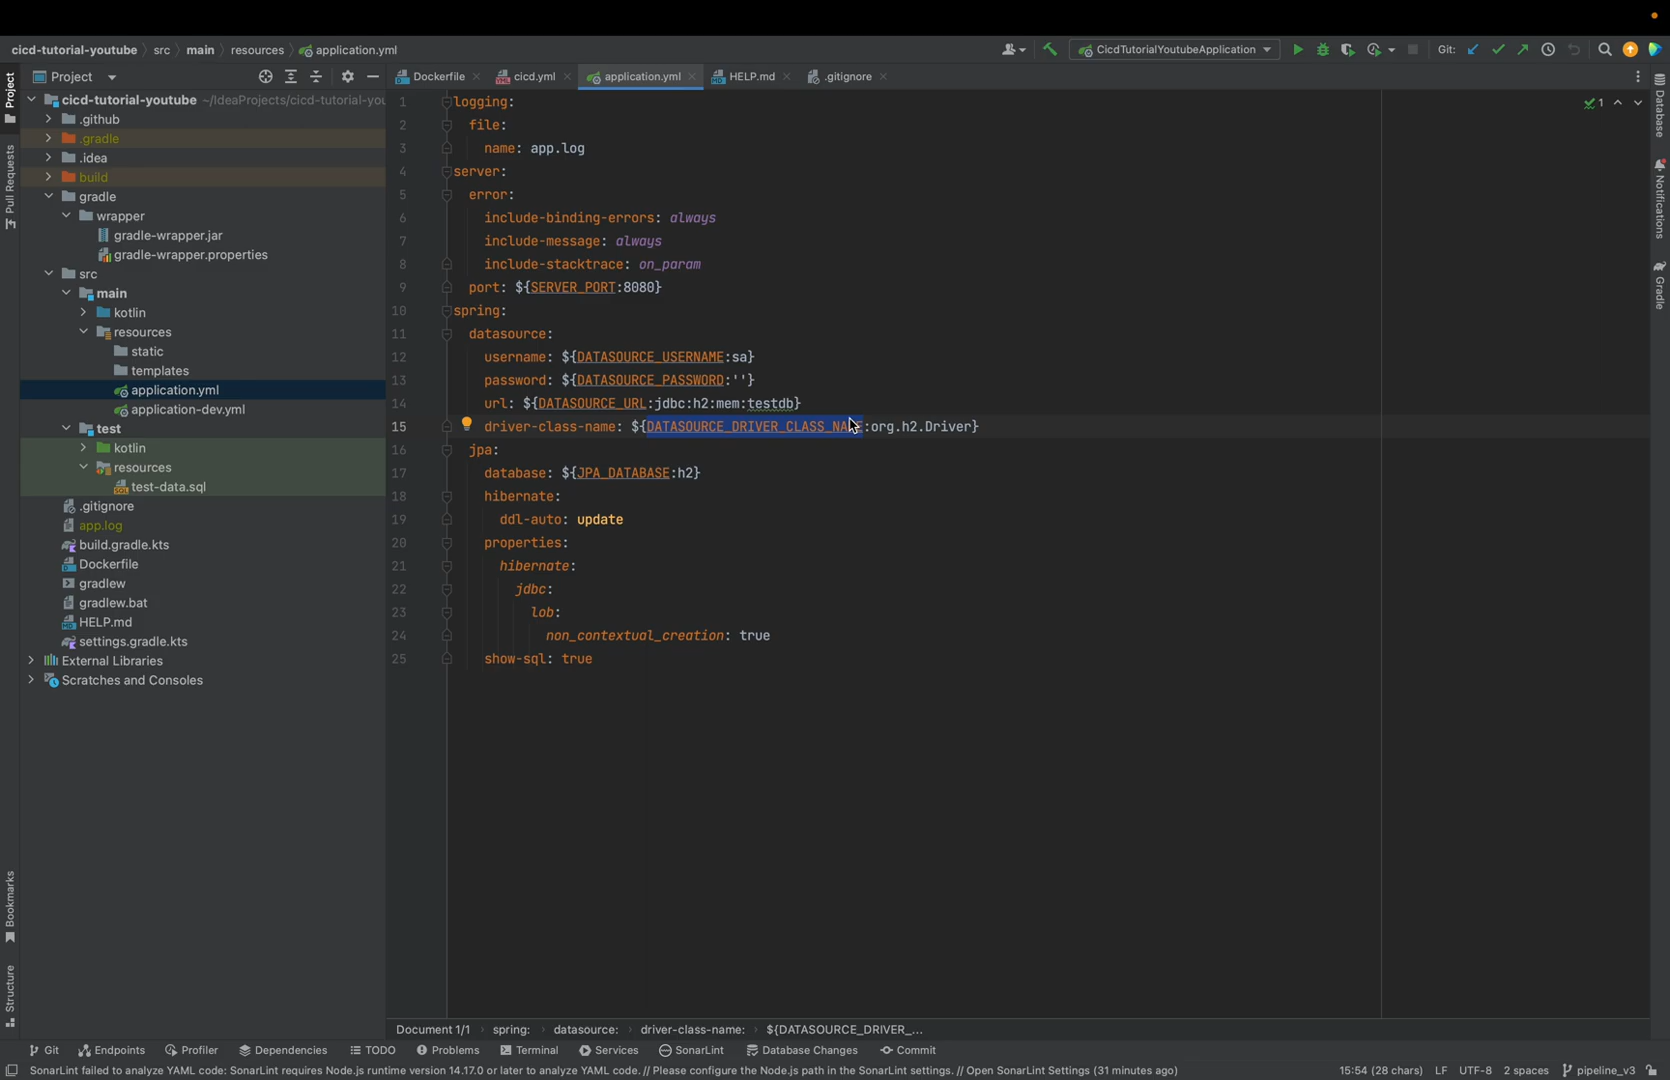 cicd-tutorial-youtube src main resources application.yml
CicdTutorialYoutubeApplication
Git:
Project
Dockerfile
cicd.yml
application.yml
HELP.md
.gitignore
Project
Pull Requests
Bookmarks
Structure
cicd-tutorial-youtube ~/IdeaProjects/cicd-tutorial-you
.github
.gradle
.idea
build
gradle
wrapper
gradle-wrapper.jar
gradle-wrapper.properties
src
main
kotlin
resources
static
templates
application.yml
application-dev.yml
test
kotlin
resources
test-data.sql
.gitignore
app.log
build.gradle.kts
Dockerfile
gradlew
gradlew.bat
HELP.md
settings.gradle.kts
External Libraries
Scratches and Consoles
1 logging:
2 file:
3 name: app.log
4 server:
5 error:
6 include-binding-errors: always
7 include-message: always
8 include-stacktrace: on_param
9 port: ${SERVER_PORT:8080}
10 spring:
11 datasource:
12 username: ${DATASOURCE_USERNAME:sa}
13 password: ${DATASOURCE_PASSWORD:''}
14 url: ${DATASOURCE_URL:jdbc:h2:mem:testdb}
15 driver-class-name: ${DATASOURCE_DRIVER_CLASS_NAME:org.h2.Driver}
16 jpa:
17 database: ${JPA_DATABASE:h2}
18 hibernate:
19 ddl-auto: update
20 properties:
21 hibernate:
22 jdbc:
23 lob:
24 non_contextual_creation: true
25 show-sql: true
1
Database
Notifications
Gradle
Document 1/1 spring: datasource: driver-class-name: ${DATASOURCE_DRIVER_...
Git Endpoints Profiler Dependencies TODO Problems Terminal Services SonarLint Database Changes Commit
SonarLint failed to analyze YAML code: SonarLint requires Node.js runtime version 14.17.0 or later to analyze YAML code. // Please configure the Node.js path in the SonarLint settings. // Open SonarLint Settings (31 minutes ago) 15:54 (28 chars) LF UTF-8 2 spaces pipeline_v3